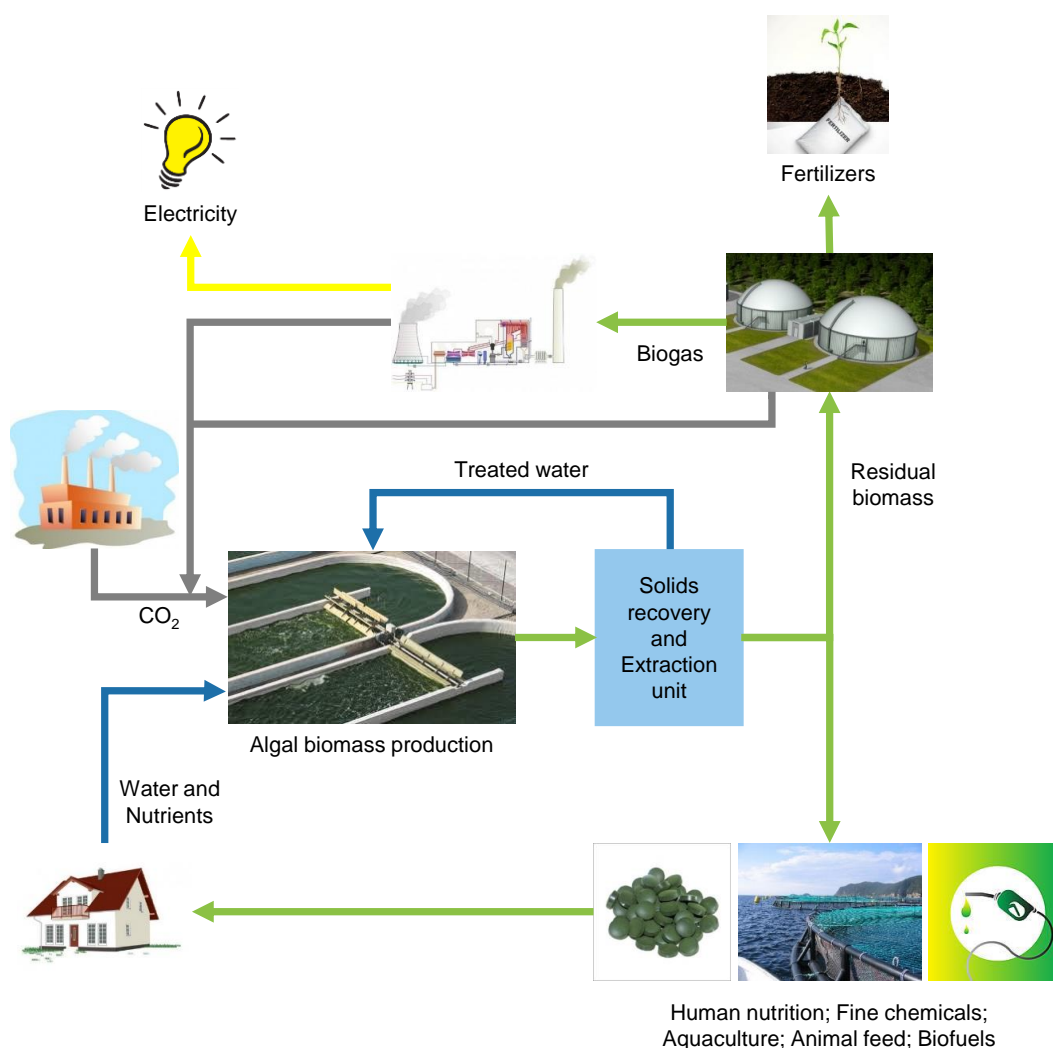 Fertilizers
FERTILIZER
Electricity
Biogas
Treated water
Residual
biomass
Solids
recovery
and
Extraction
unit
CO₂
Algal biomass production
Water and
Nutrients
Human nutrition; Fine chemicals;
Aquaculture; Animal feed; Biofuels